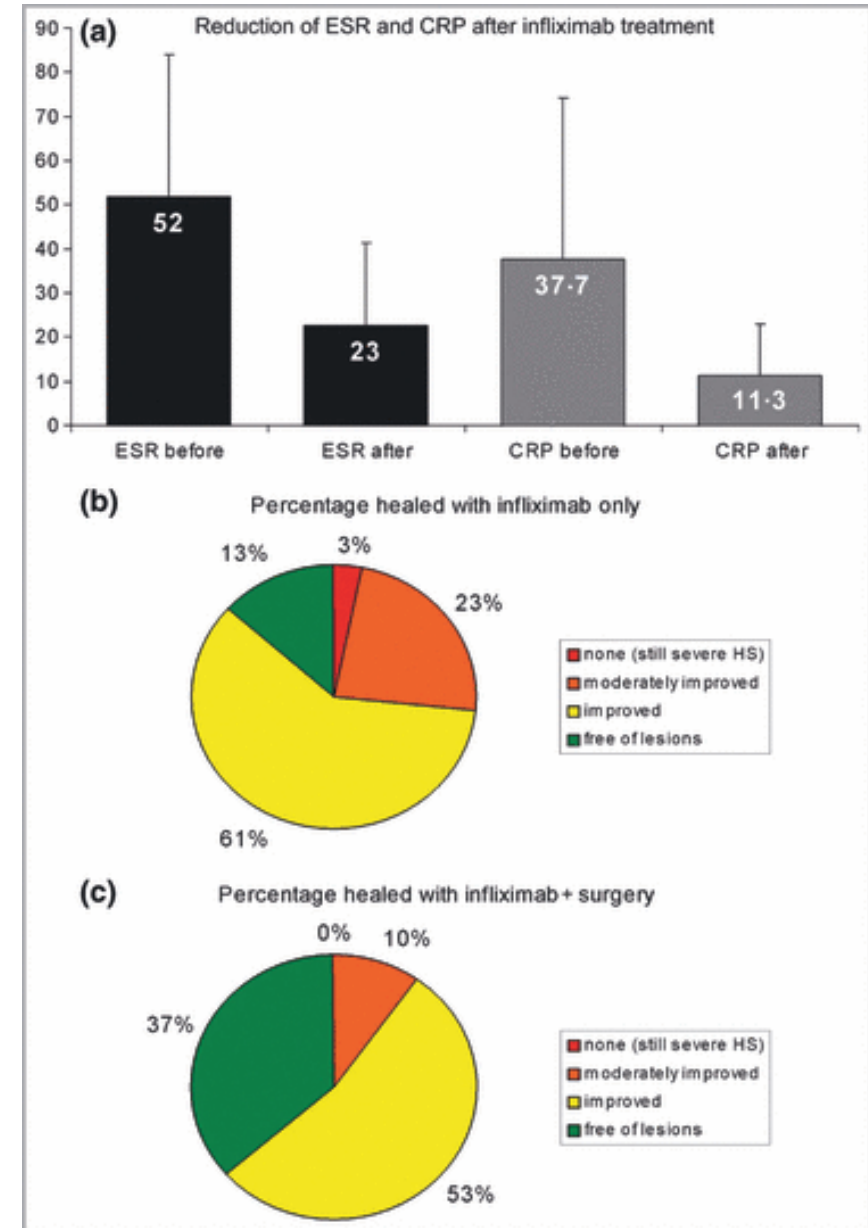 (a) Reduction of ESR and CRP after infliximab treatment
90
80
70
60
50
40
30
20
10
0
52
23
37·7
11·3
ESR before ESR after CRP before CRP after
(b) Percentage healed with infliximab only
13% 3%
23%
61%
none (still severe HS)
moderately improved
improved
free of lesions
(c) Percentage healed with infliximab+ surgery
0% 10%
37%
53%
none (still severe HS)
moderately improved
improved
free of lesions